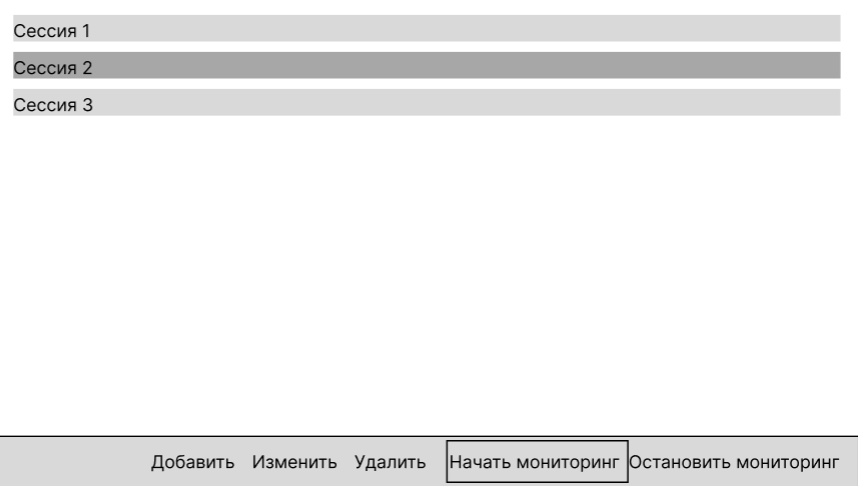 Сессия 1
Сессия 2
Сессия 3
Добавить Изменить Удалить Начать мониторинг Остановить мониторинг